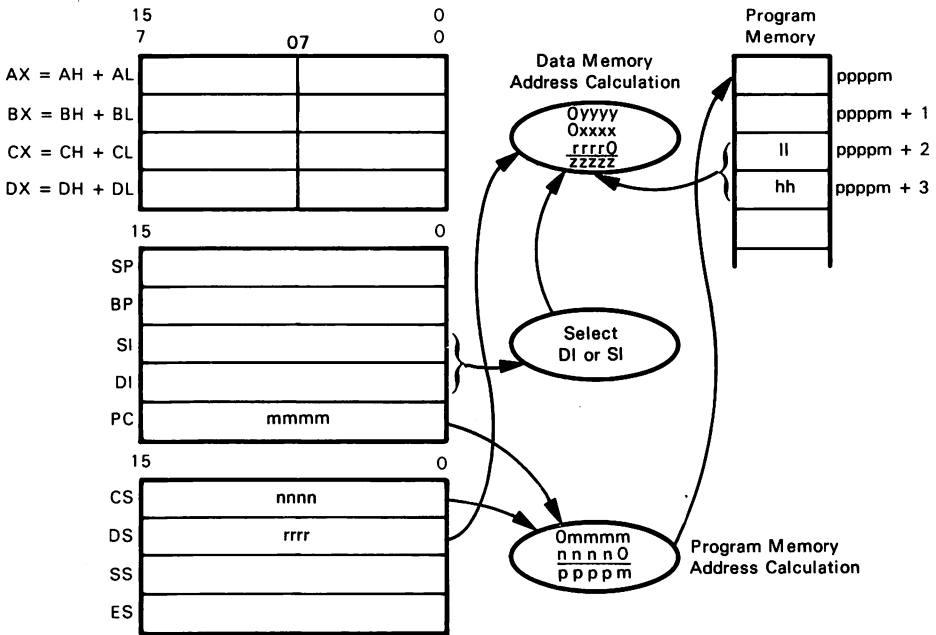 15 0
7 07 0
AX = AH + AL
BX = BH + BL
CX = CH + CL
DX = DH + DL
15 0
SP
BP
SI
DI
PC mmmm
15 0
CS nnnn
DS rrrr
SS
ES
Data Memory
Address Calculation
0yyyy
0xxxx
rrrr0
zzzzz
Select
DI or SI
0mmmm
nnnn0
ppppm
Program Memory
Address Calculation
Program
Memory
ppppm
ppppm + 1
ll ppppm + 2
hh ppppm + 3